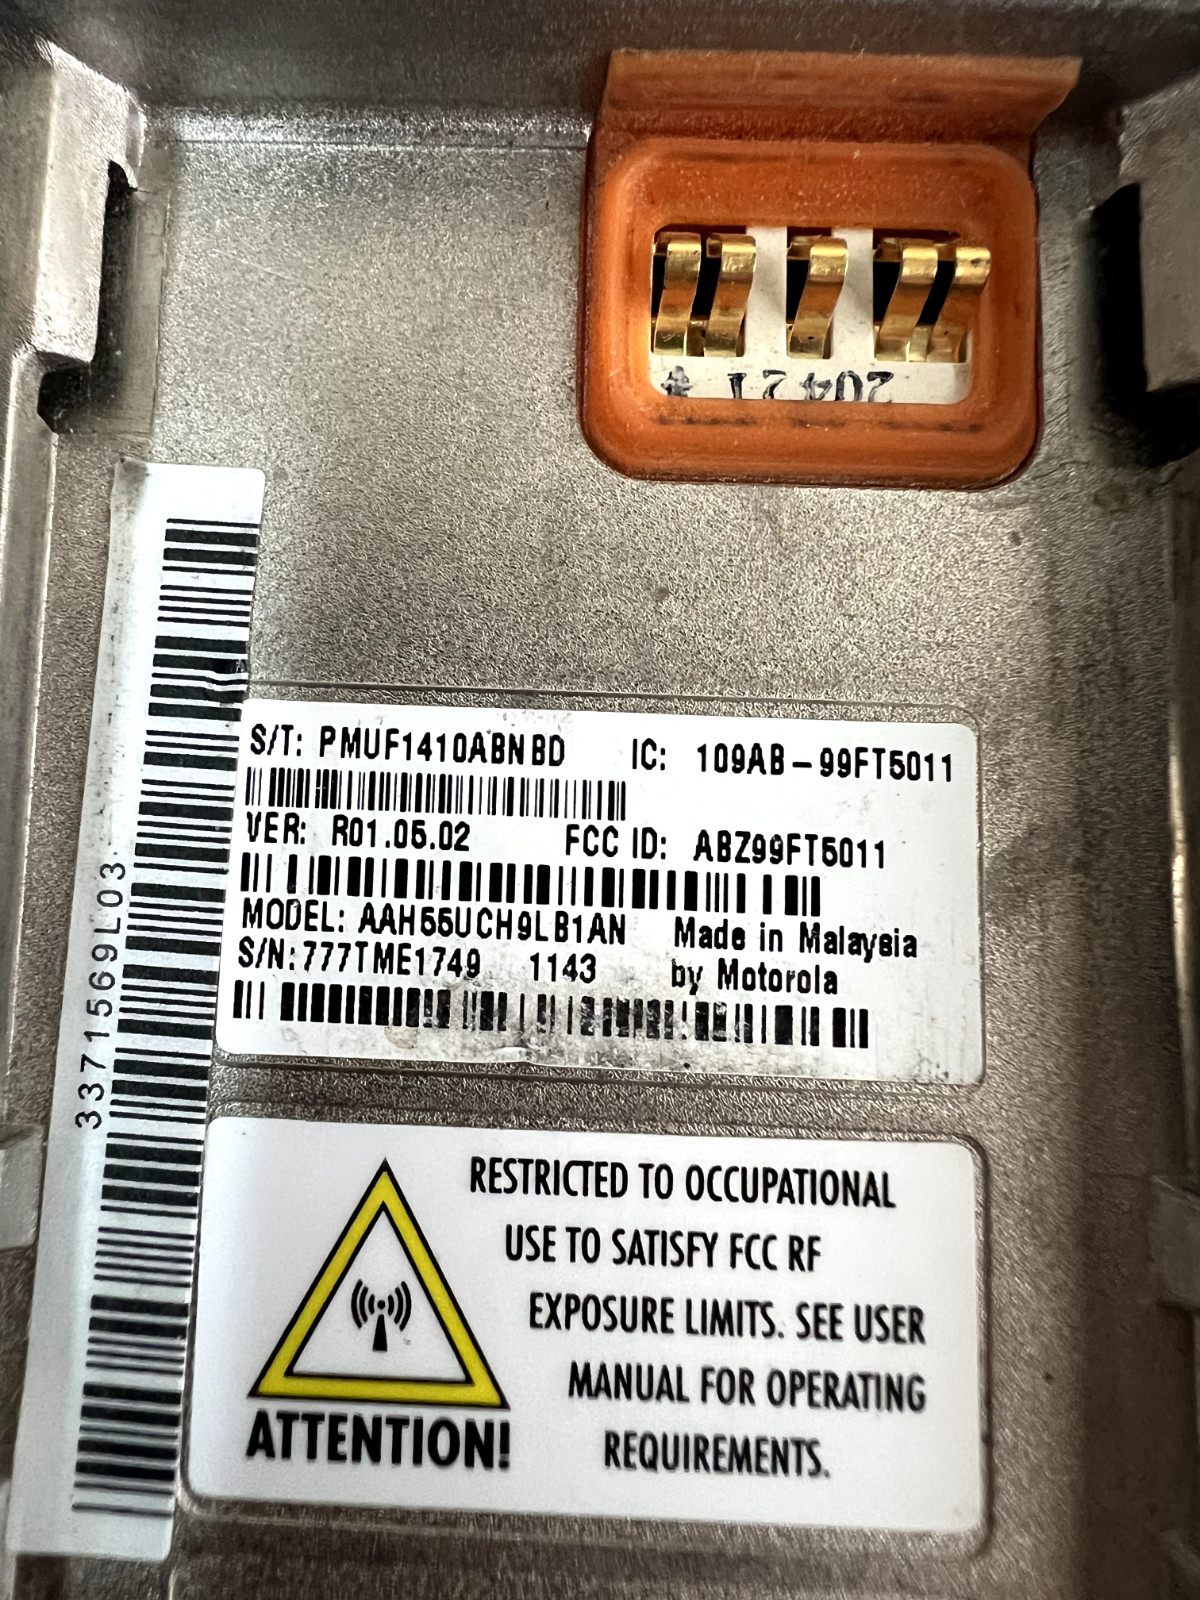 2042 1
S/T: PMUF1410ABNBD IC: 109AB-99FT5011
VER: R01.05.02 FCC ID: ABZ99FT5011
MODEL: AAH55UCH9LB1AN Made in Malaysia
S/N:777TME1749 1143 by Motorola
3371569L03
RESTRICTED TO OCCUPATIONAL
USE TO SATISFY FCC RF
EXPOSURE LIMITS. SEE USER
MANUAL FOR OPERATING
REQUIREMENTS.
ATTENTION!